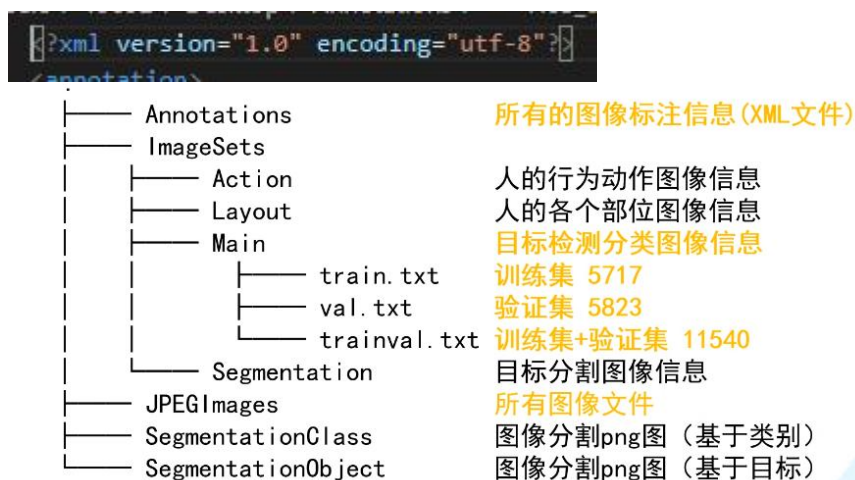 <?xml version="1.0" encoding="utf-8"?>
<annotation>
Annotations 所有的图像标注信息(XML文件)
ImageSets
Action 人的行为动作图像信息
Layout 人的各个部位图像信息
Main 目标检测分类图像信息
train.txt 训练集 5717
val.txt 验证集 5823
trainval.txt 训练集+验证集 11540
Segmentation 目标分割图像信息
JPEGImages 所有图像文件
SegmentationClass 图像分割png图（基于类别）
SegmentationObject 图像分割png图（基于目标）